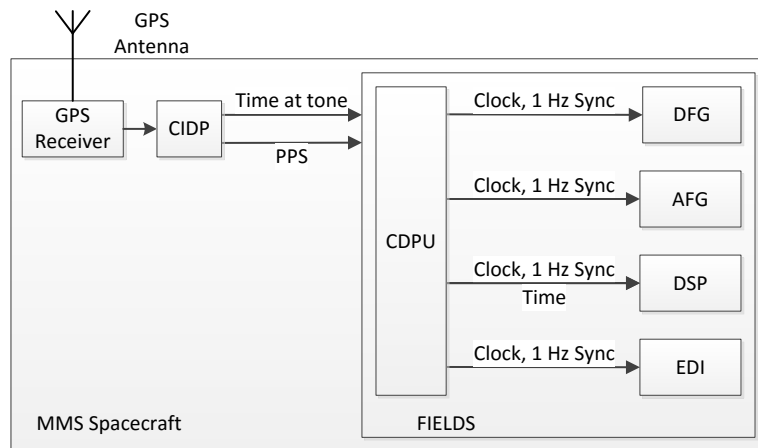 GPS
Antenna
GPS
Receiver
CIDP
Time at tone
PPS
CDPU
Clock, 1 Hz Sync
DFG
Clock, 1 Hz Sync
AFG
Clock, 1 Hz Sync
Time
DSP
Clock, 1 Hz Sync
EDI
MMS Spacecraft
FIELDS